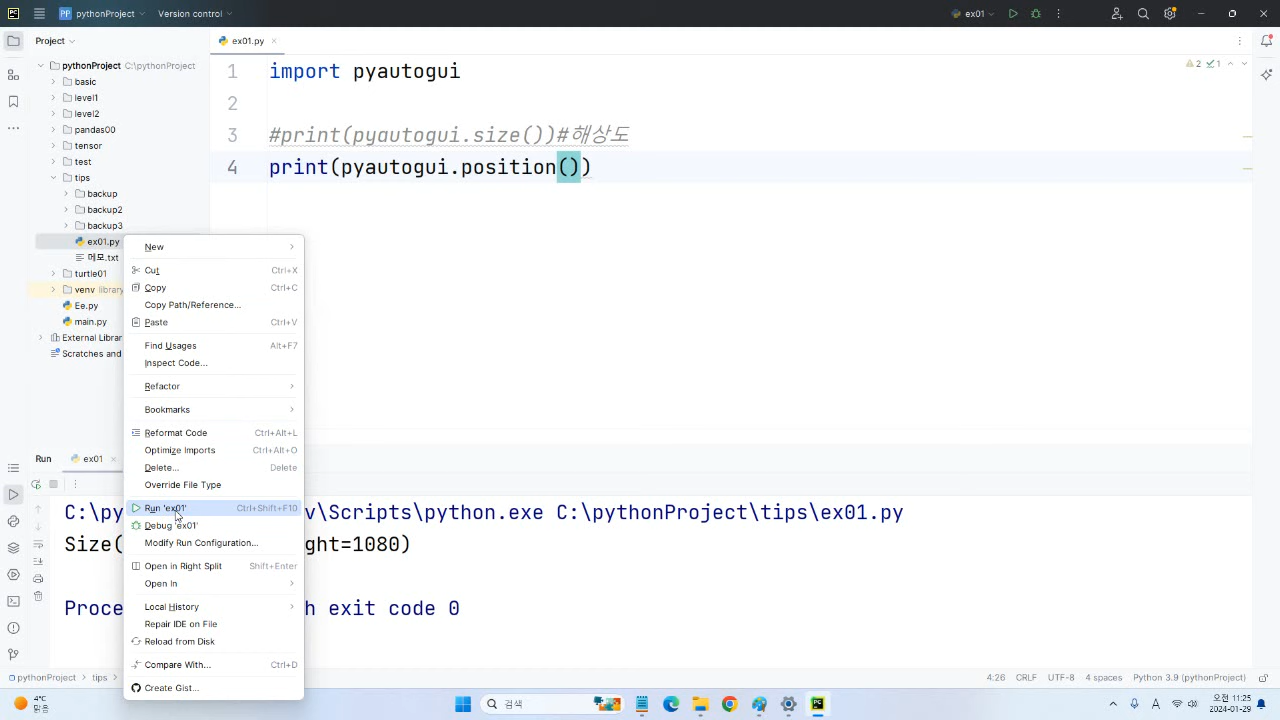 PP pythonProject Version control ex01
Project ex01.py
pythonProject C:\pythonProject
basic
level1
level2
pandas00
tensor
test
tips
backup
backup2
backup3
ex01.py
메모.txt
turtle01
venv library
Ee.py
main.py
External Librar
Scratches and
1 import pyautogui
2
3 #print(pyautogui.size())#해상도
4 print(pyautogui.position())
2 1
New
Cut Ctrl+X
Copy Ctrl+C
Copy Path/Reference...
Paste Ctrl+V
Find Usages Alt+F7
Inspect Code...
Refactor
Bookmarks
Reformat Code Ctrl+Alt+L
Optimize Imports Ctrl+Alt+O
Delete... Delete
Override File Type
Run 'ex01' Ctrl+Shift+F10
Debug 'ex01'
Modify Run Configuration...
Open in Right Split Shift+Enter
Open In
Local History
Repair IDE on File
Reload from Disk
Compare With... Ctrl+D
Create Gist...
Run ex01
C:\py v\Scripts\python.exe C:\pythonProject\tips\ex01.py
Size( ght=1080)
Proce h exit code 0
pythonProject > tips > 4:26 CRLF UTF-8 4 spaces Python 3.9 (pythonProject)
4°C
맑음
검색
A
오전 11:25
2024-01-29